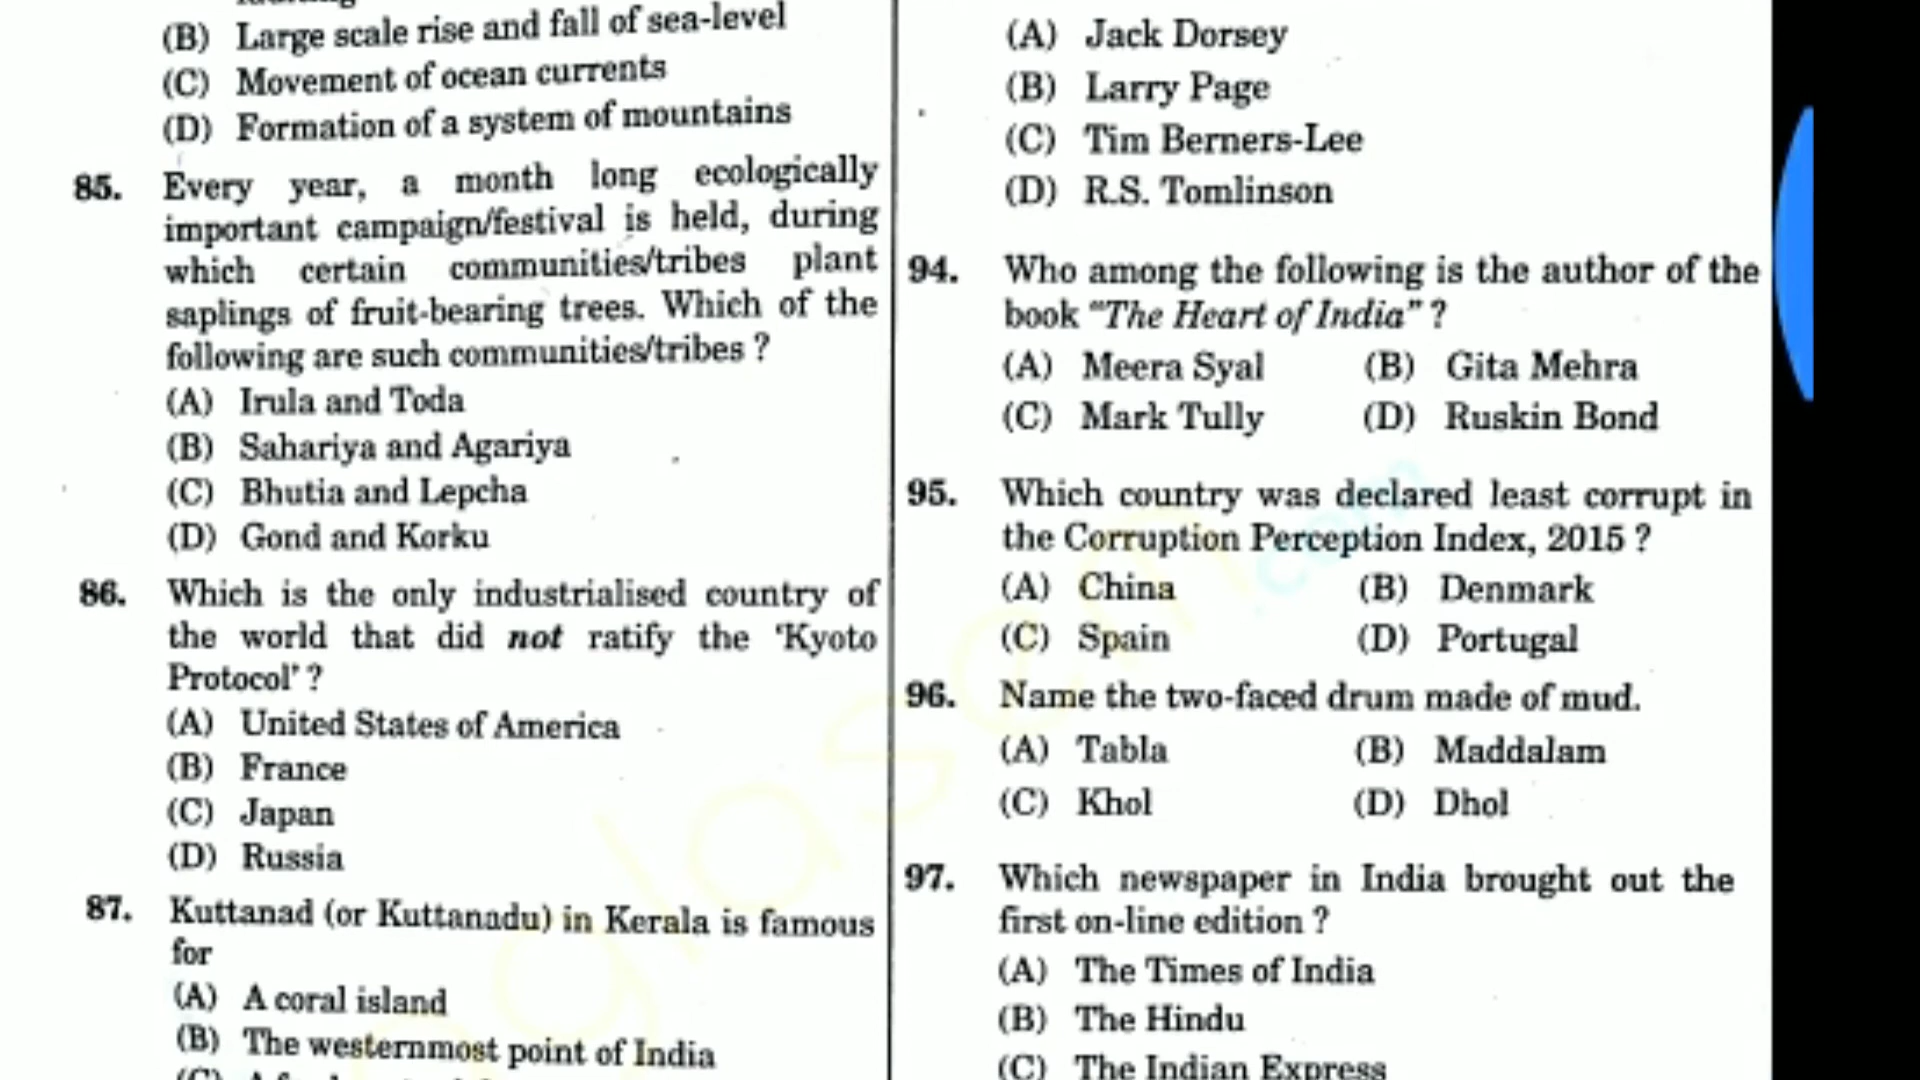 (B) Large scale rise and fall of sea-level
(C) Movement of ocean currents
(D) Formation of a system of mountains
85. Every year, a month long ecologically
important campaign/festival is held, during
which certain communities/tribes plant
saplings of fruit-bearing trees. Which of the
following are such communities/tribes ?
(A) Irula and Toda
(B) Sahariya and Agariya
(C) Bhutia and Lepcha
(D) Gond and Korku
86. Which is the only industrialised country of
the world that did not ratify the 'Kyoto
Protocol' ?
(A) United States of America
(B) France
(C) Japan
(D) Russia
87. Kuttanad (or Kuttanadu) in Kerala is famous
for
(A) A coral island
(B) The westernmost point of India
(A) Jack Dorsey
(B) Larry Page
(C) Tim Berners-Lee
(D) R.S. Tomlinson
94. Who among the following is the author of the
book "The Heart of India" ?
(A) Meera Syal (B) Gita Mehra
(C) Mark Tully (D) Ruskin Bond
95. Which country was declared least corrupt in
the Corruption Perception Index, 2015 ?
(A) China (B) Denmark
(C) Spain (D) Portugal
96. Name the two-faced drum made of mud.
(A) Tabla (B) Maddalam
(C) Khol (D) Dhol
97. Which newspaper in India brought out the
first on-line edition ?
(A) The Times of India
(B) The Hindu
(C) The Indian Express
glasem
.com